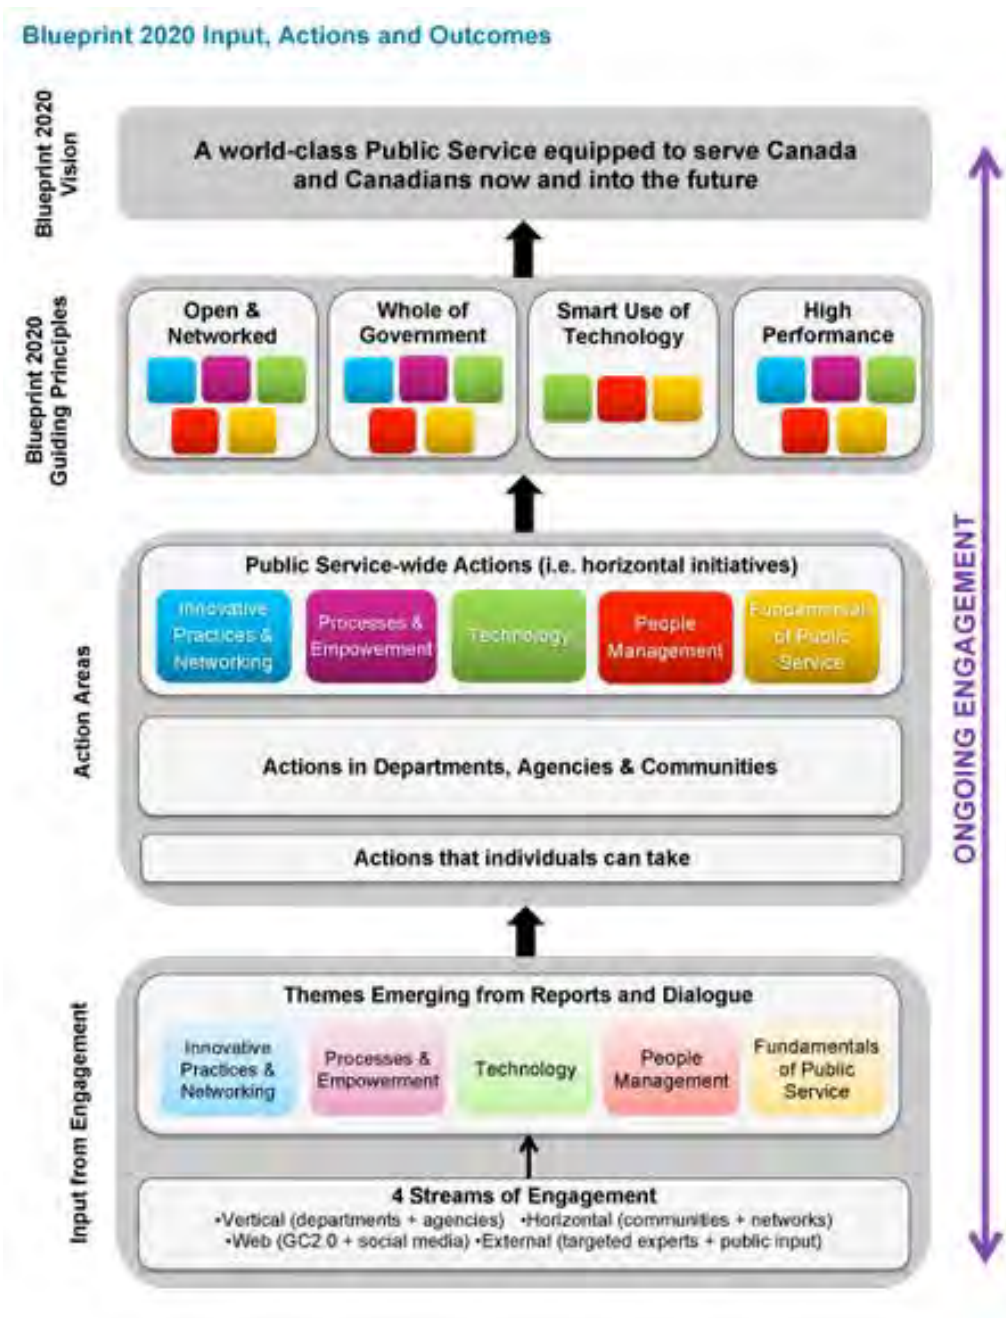 Blueprint 2020 Input, Actions and Outcomes
Blueprint 2020
Vision
A world-class Public Service equipped to serve Canada
and Canadians now and into the future
Blueprint 2020
Guiding Principles
Open &
Networked
Whole of
Government
Smart Use of
Technology
High
Performance
Action Areas
Public Service-wide Actions (i.e. horizontal initiatives)
Innovative
Practices &
Networking
Processes &
Empowerment
Technology
People
Management
Fundamentals
of Public
Service
Actions in Departments, Agencies & Communities
Actions that individuals can take
Input from Engagement
Themes Emerging from Reports and Dialogue
Innovative
Practices &
Networking
Processes &
Empowerment
Technology
People
Management
Fundamentals
of Public
Service
4 Streams of Engagement
•Vertical (departments + agencies) •Horizontal (communities + networks)
•Web (GC2.0 + social media) •External (targeted experts + public input)
ONGOING ENGAGEMENT